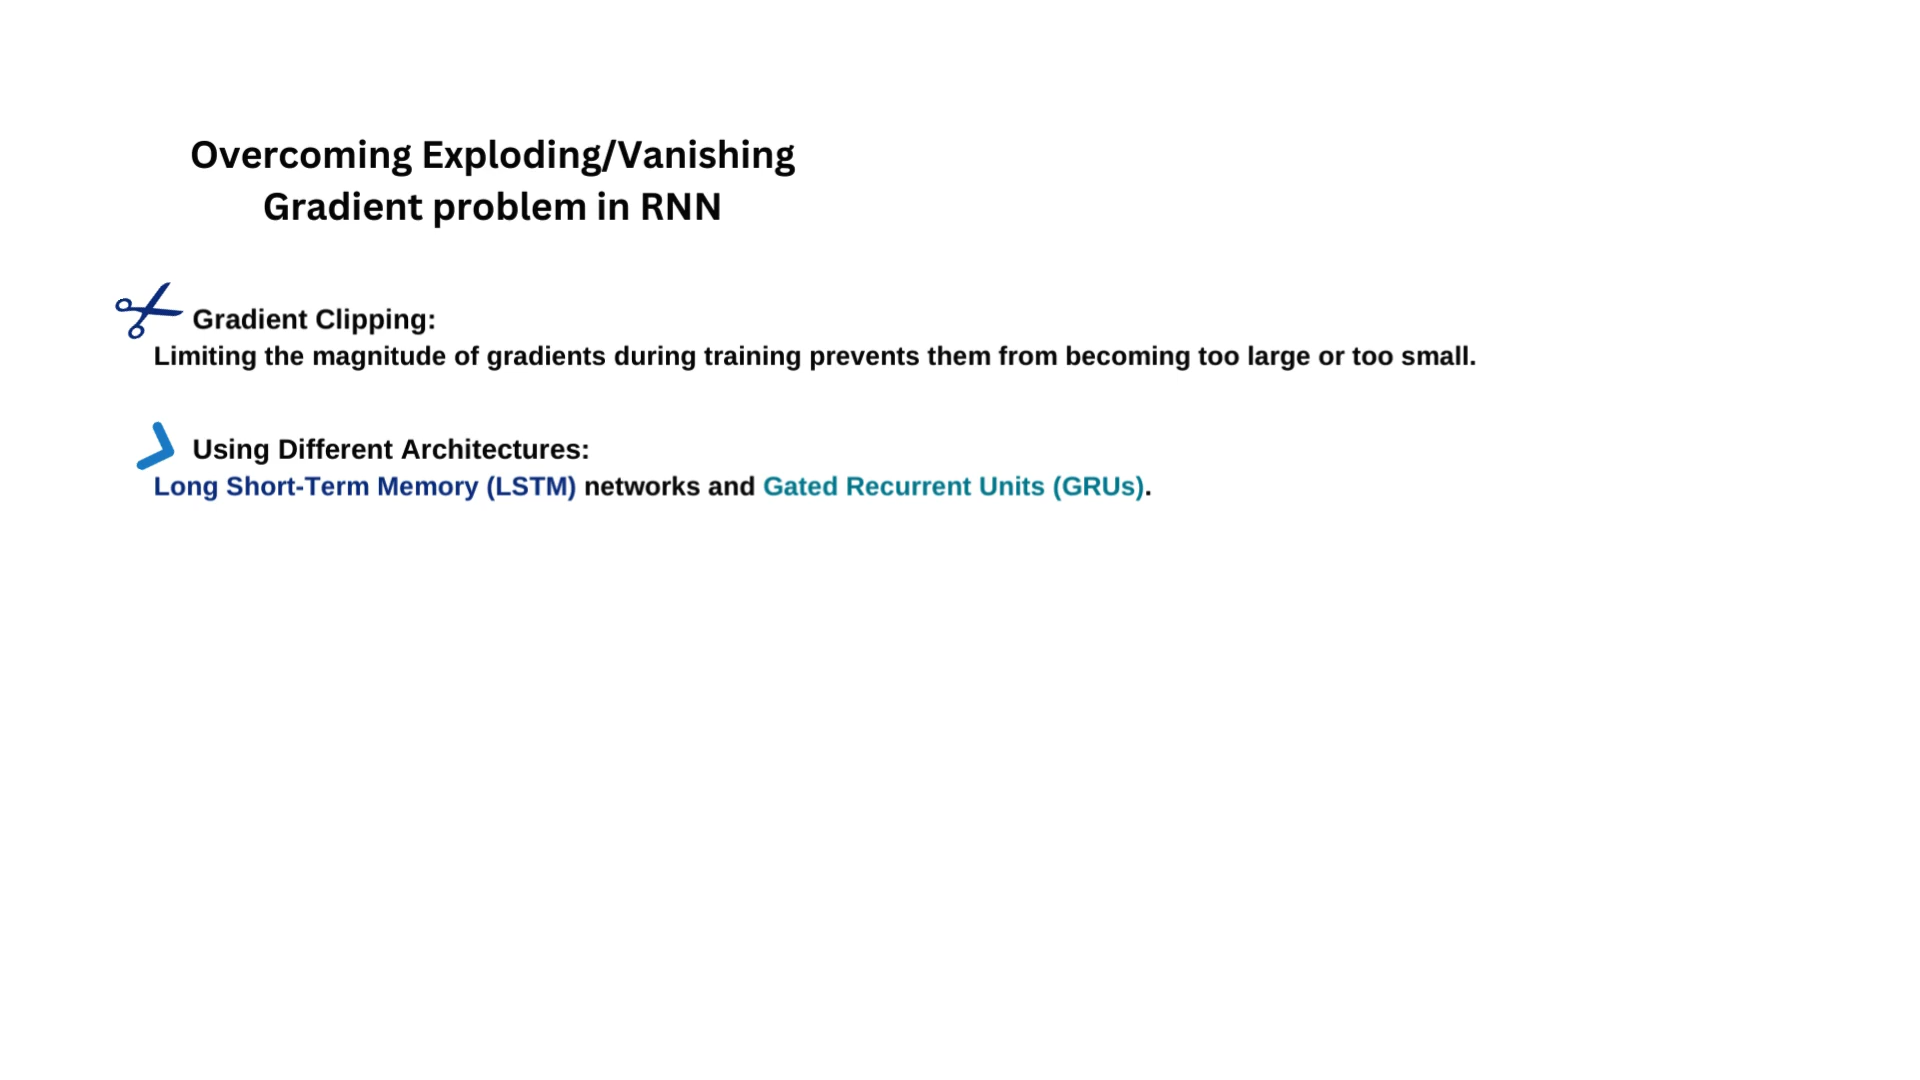 Overcoming Exploding/Vanishing
Gradient problem in RNN
Gradient Clipping:
Limiting the magnitude of gradients during training prevents them from becoming too large or too small.
Using Different Architectures:
Long Short-Term Memory (LSTM) networks and Gated Recurrent Units (GRUs).